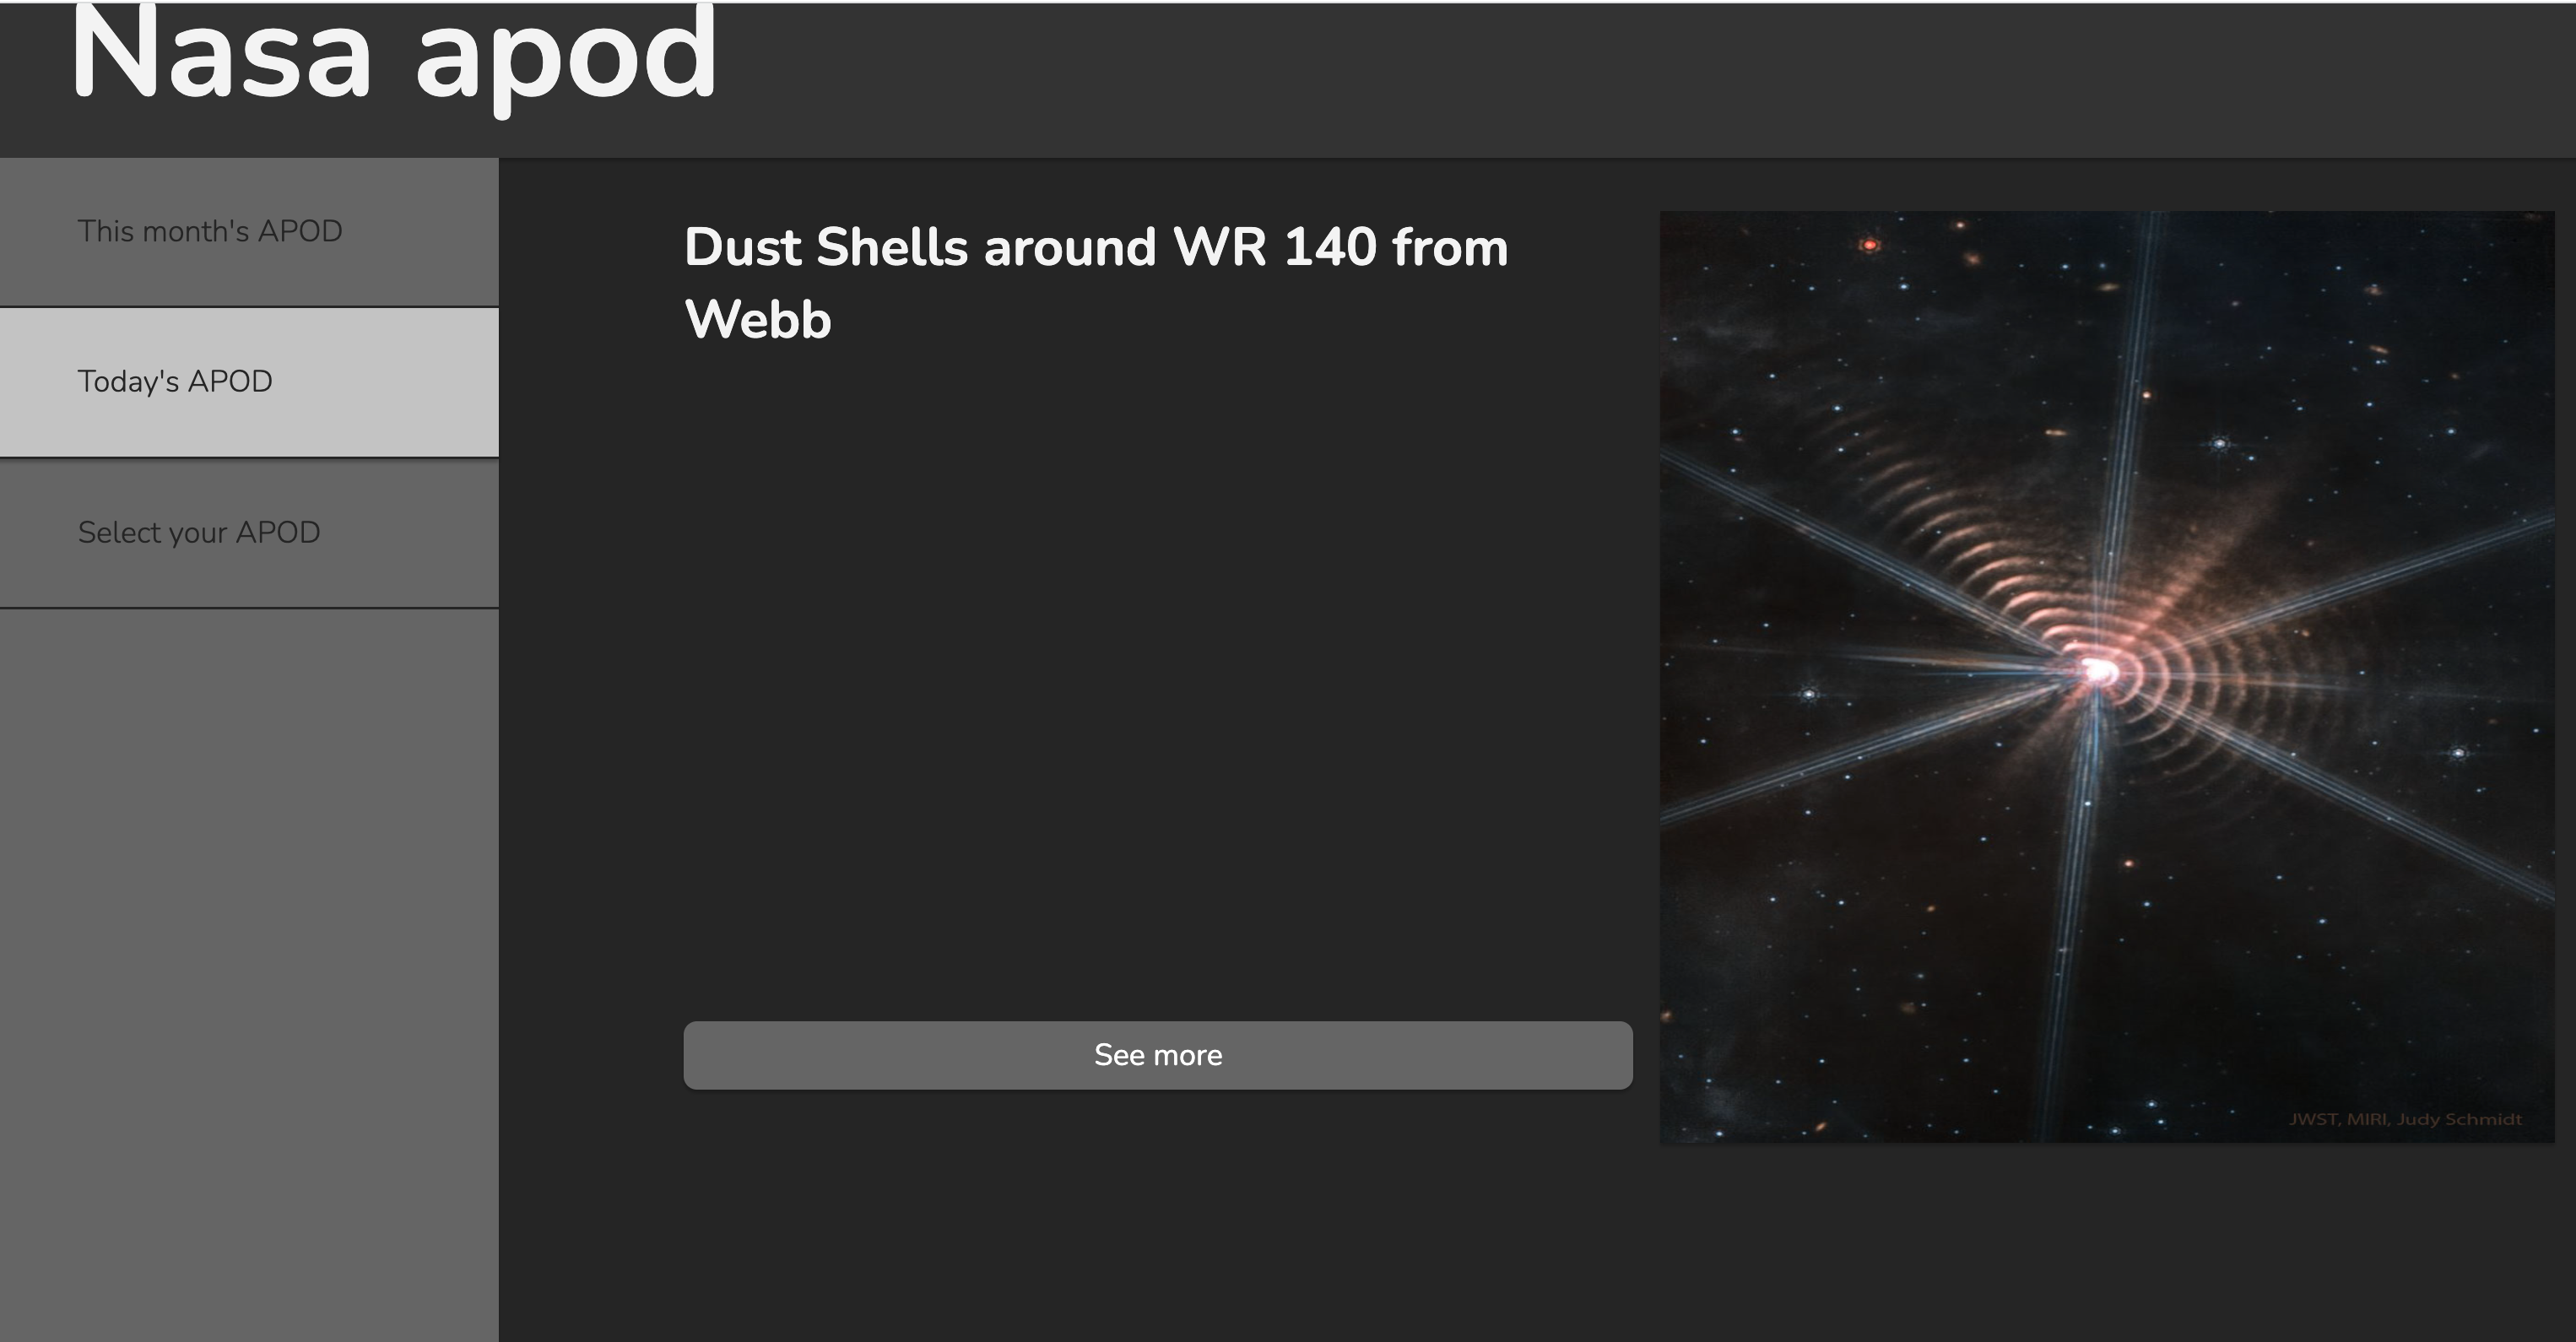 Nasa apod
This month's APOD
Today's APOD
Select your APOD
Dust Shells around WR 140 from
Webb
See more
JWST, MIRI, Judy Schmidt